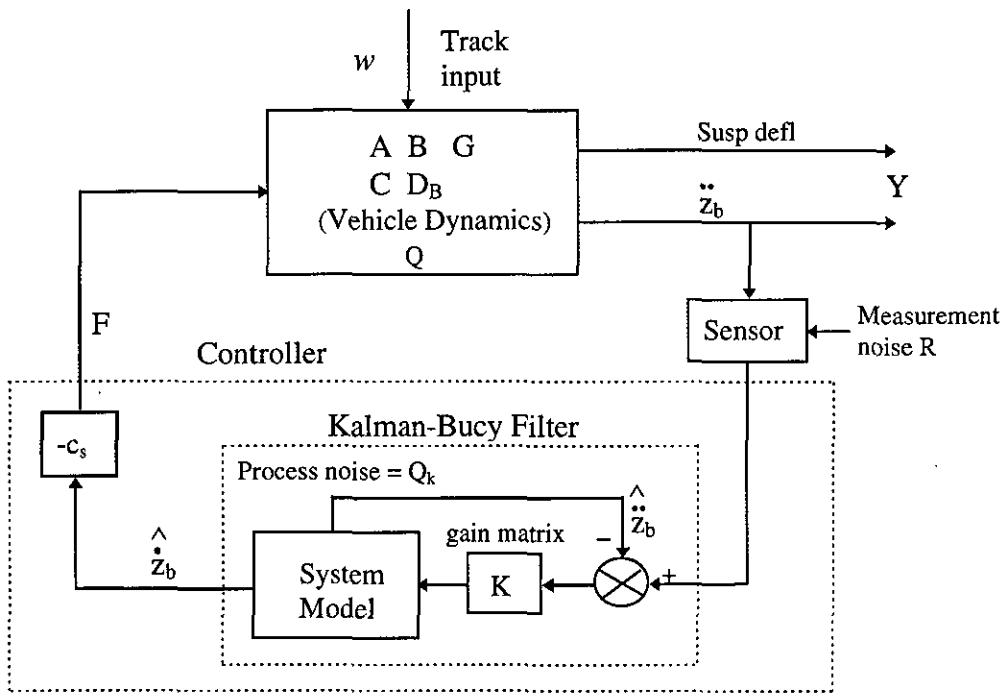 w
Track
input
A B G
C D_B
(Vehicle Dynamics)
Q
Susp defl
Y
z̈_b
F
Sensor
Measurement
noise R
Controller
-c_s
Kalman-Bucy Filter
Process noise = Q_k
gain matrix
−
z̈̂_b
ż̂_b
System
Model
K
+